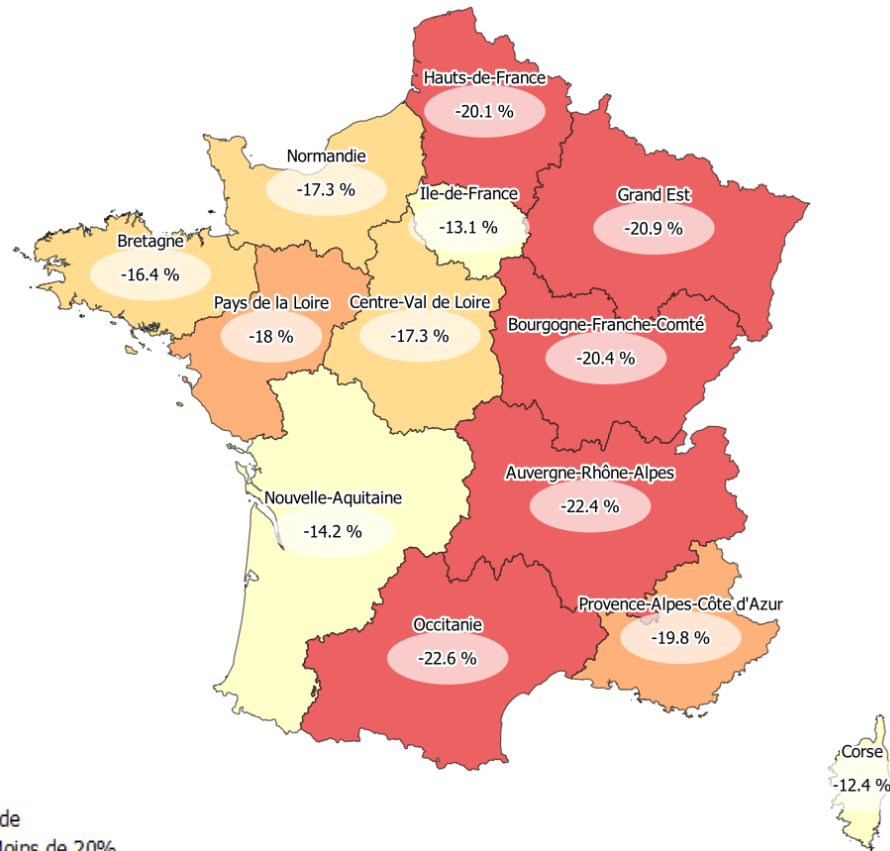 Hauts-de-France
-20.1 %
Normandie
-17.3 %
Ile-de-France
-13.1 %
Grand Est
-20.9 %
Bretagne
-16.4 %
Pays de la Loire
-18 %
Centre-Val de Loire
-17.3 %
Bourgogne-Franche-Comté
-20.4 %
Auvergne-Rhône-Alpes
-22.4 %
Nouvelle-Aquitaine
-14.2 %
Provence-Alpes-Côte d'Azur
-19.8 %
Occitanie
-22.6 %
Corse
-12.4 %
de
oins de 20%